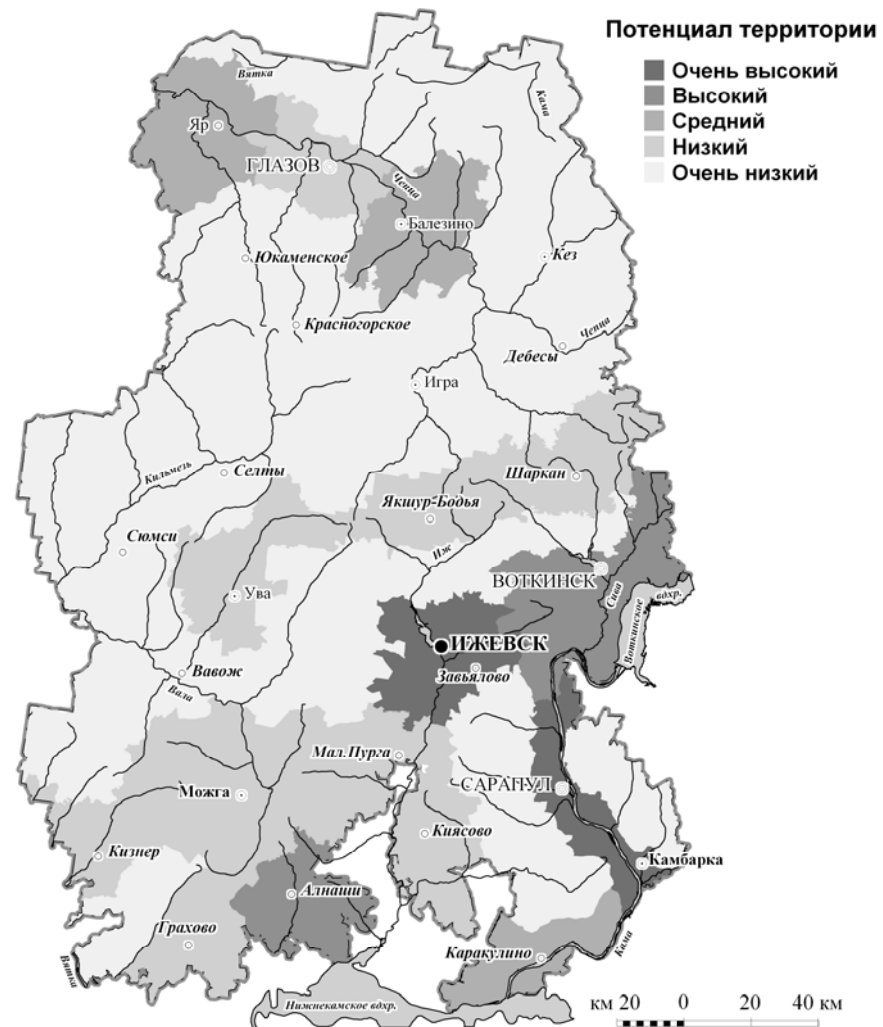 Потенциал территории
Очень высокий
Высокий
Средний
Низкий
Очень низкий
Вятка
Кама
Яр
ГЛАЗОВ
Чепца
Балезино
Юкаменское
Кез
Красногорское
Чепца
Дебесы
Игра
Кильмезь
Селты
Шаркан
Якшур-Бодья
Сюмси
Иж
ВОТКИНСК
Ува
Сива
Воткинское вдхр.
ИЖЕВСК
Завьялово
Вавож
Вала
Мал.Пурга
Можга
САРАПУЛ
Киясово
Кизнер
Камбарка
Алнаши
Грахово
Каракулино
Кама
Вятка
Нижнекамское вдхр.
км 20 0 20 40 км